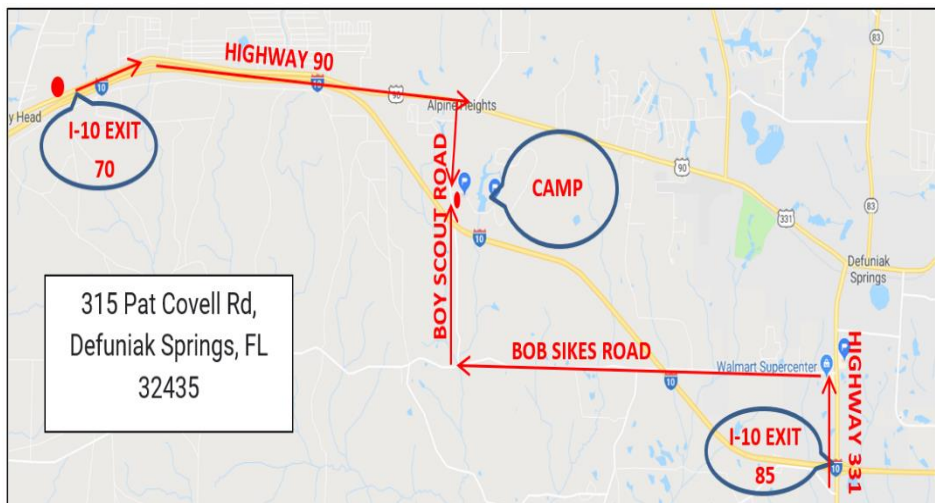 HIGHWAY 90
83
10
10
90
Alpine Heights
y Head
I-10 EXIT
70
BOY SCOUT ROAD
CAMP
90
331
83
10
Defuniak
Springs
315 Pat Covell Rd,
Defuniak Springs, FL
32435
BOB SIKES ROAD
Walmart Supercenter
HIGHWAY 331
10
I-10 EXIT
85
10